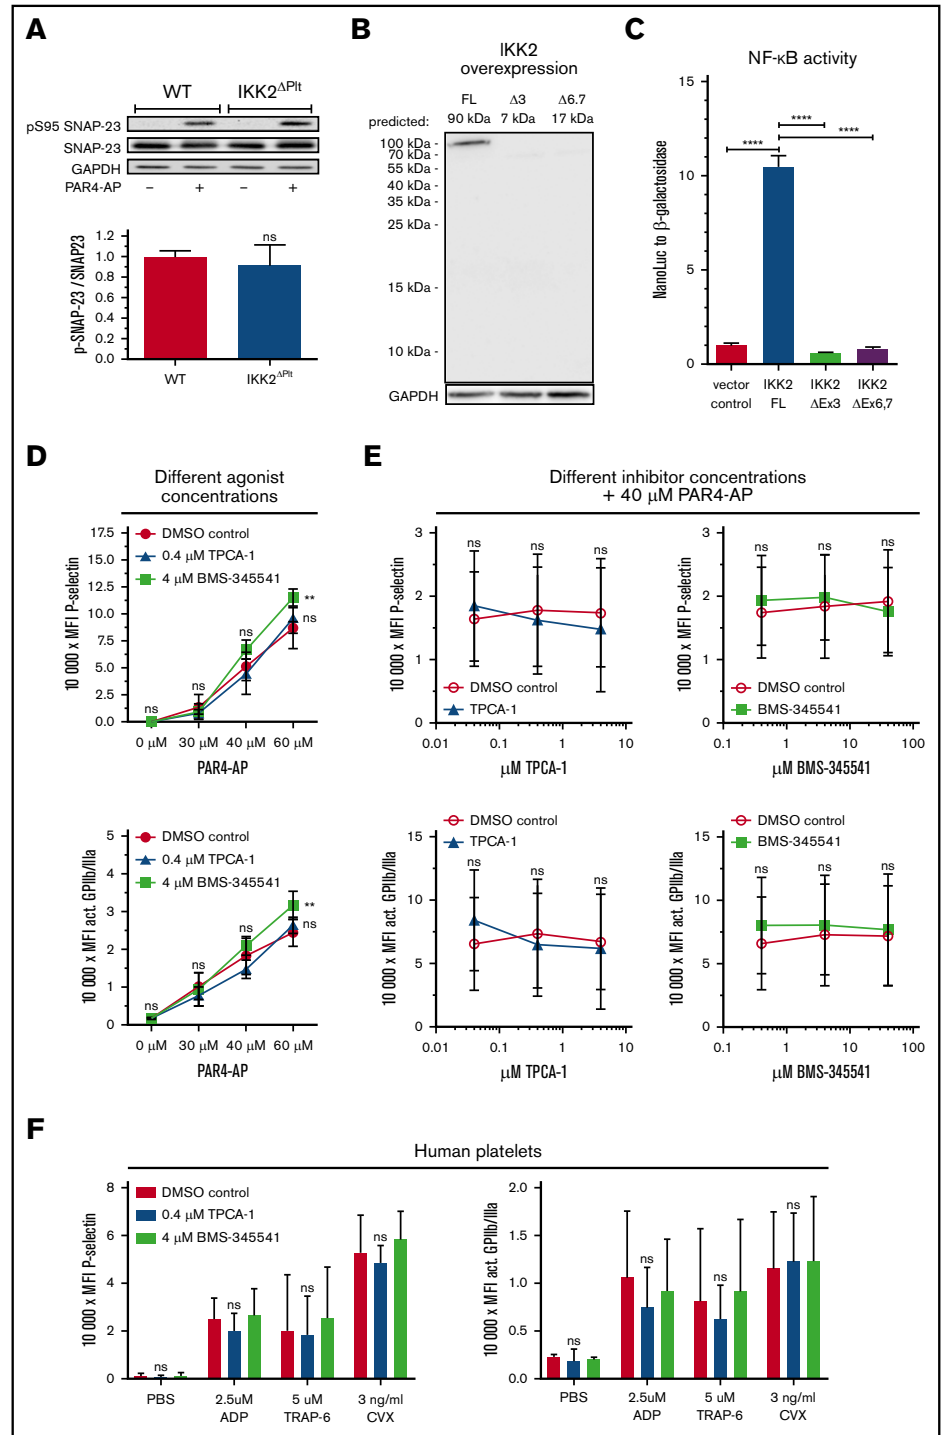 A
WT IKK2ΔPlt
pS95 SNAP-23
SNAP-23
GAPDH
PAR4-AP – + – +
p-SNAP-23 / SNAP23
1.2
1.0
0.8
0.6
0.4
0.2
0.0
ns
WT IKK2ΔPlt
B
IKK2
overexpression
FL Δ3 Δ6.7
predicted: 90 kDa 7 kDa 17 kDa
100 kDa -
70 kDa -
55 kDa -
40 kDa -
35 kDa -
25 kDa -
15 kDa -
10 kDa -
GAPDH
C
NF-κB activity
NanoLuc to β-galactosidase
15
10
5
0
****
****
****
vector IKK2 IKK2 IKK2
control FL ΔEx3 ΔEx6,7
D
Different agonist
concentrations
10 000 x MFI P-selectin
17.5
15.0
12.5
10.0
7.5
5.0
2.5
0.0
DMSO control
0.4 μM TPCA-1
4 μM BMS-345541
ns
ns
ns
**
ns
0 μM 30 μM 40 μM 60 μM
PAR4-AP
10 000 x MFI act. GPIIb/IIIa
5
4
3
2
1
0
DMSO control
0.4 μM TPCA-1
4 μM BMS-345541
ns
ns
ns
**
ns
0 μM 30 μM 40 μM 60 μM
PAR4-AP
E
Different inhibitor concentrations
+ 40 μM PAR4-AP
10 000 x MFI P-selectin
3
2
1
0
ns ns ns
DMSO control
TPCA-1
0.01 0.1 1 10
μM TPCA-1
10 000 x MFI P-selectin
3
2
1
0
ns ns ns
DMSO control
BMS-345541
0.1 1 10 100
μM BMS-345541
10 000 x MFI act. GPIIb/IIIa
15
10
5
0
DMSO control
TPCA-1
ns ns ns
0.01 0.1 1 10
μM TPCA-1
10 000 x MFI act. GPIIb/IIIa
15
10
5
0
DMSO control
BMS-345541
ns ns ns
0.1 1 10 100
μM BMS-345541
F
Human platelets
10 000 x MFI P-selectin
8
6
4
2
0
DMSO control
0.4 μM TPCA-1
4 μM BMS-345541
ns ns ns ns
PBS 2.5uM 5 uM 3 ng/ml
ADP TRAP-6 CVX
10 000 x MFI act. GPIIb/IIIa
2.0
1.5
1.0
0.5
0.0
ns ns ns ns
PBS 2.5uM 5 uM 3 ng/ml
ADP TRAP-6 CVX